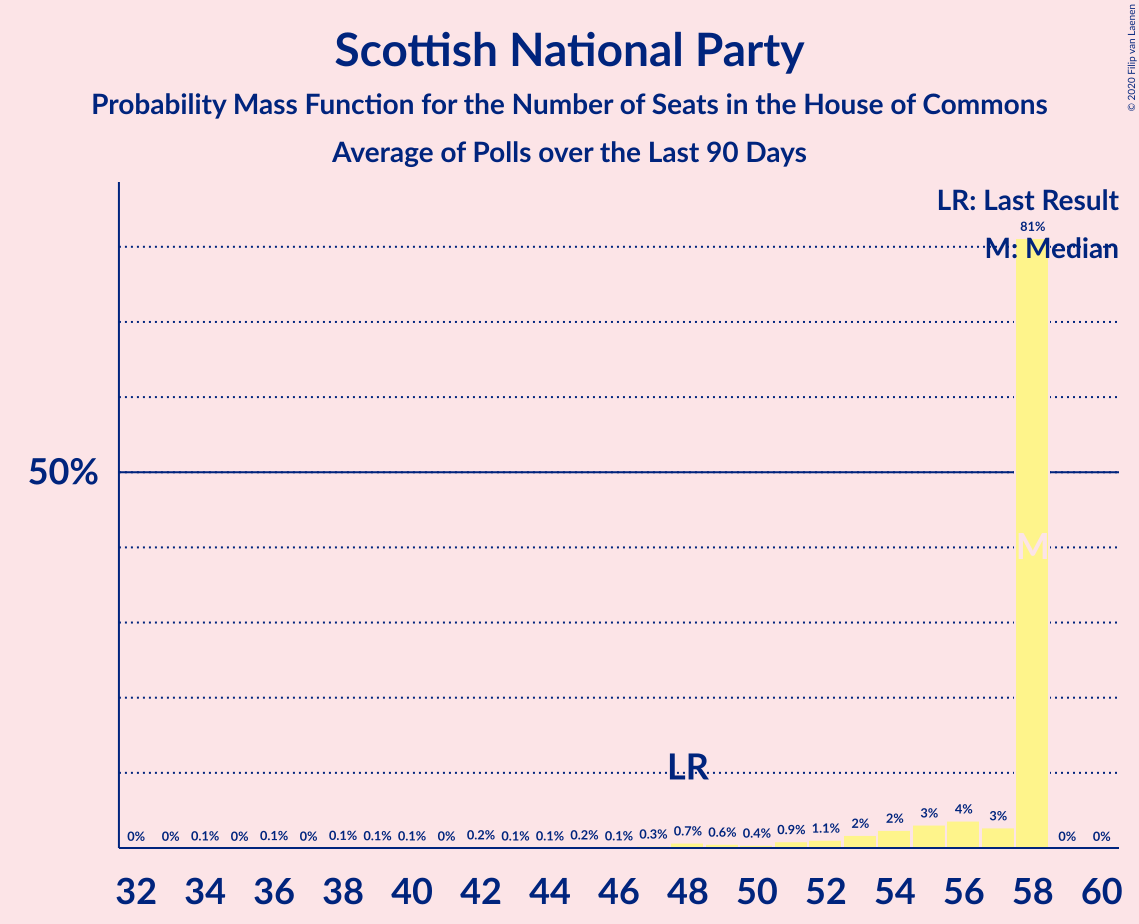 Scottish National Party
Probability Mass Function for the Number of Seats in the House of Commons
Average of Polls over the Last 90 Days
© 2020 Filip van Laenen
LR: Last Result
81%
M: Median
50%
M
LR
0% 0% 0.1% 0% 0.1% 0% 0.1% 0.1% 0.1% 0% 0.2% 0.1% 0.1% 0.2% 0.1% 0.3% 0.7% 0.6% 0.4% 0.9% 1.1% 2% 2% 3% 4% 3% 0% 0%
32 34 36 38 40 42 44 46 48 50 52 54 56 58 60